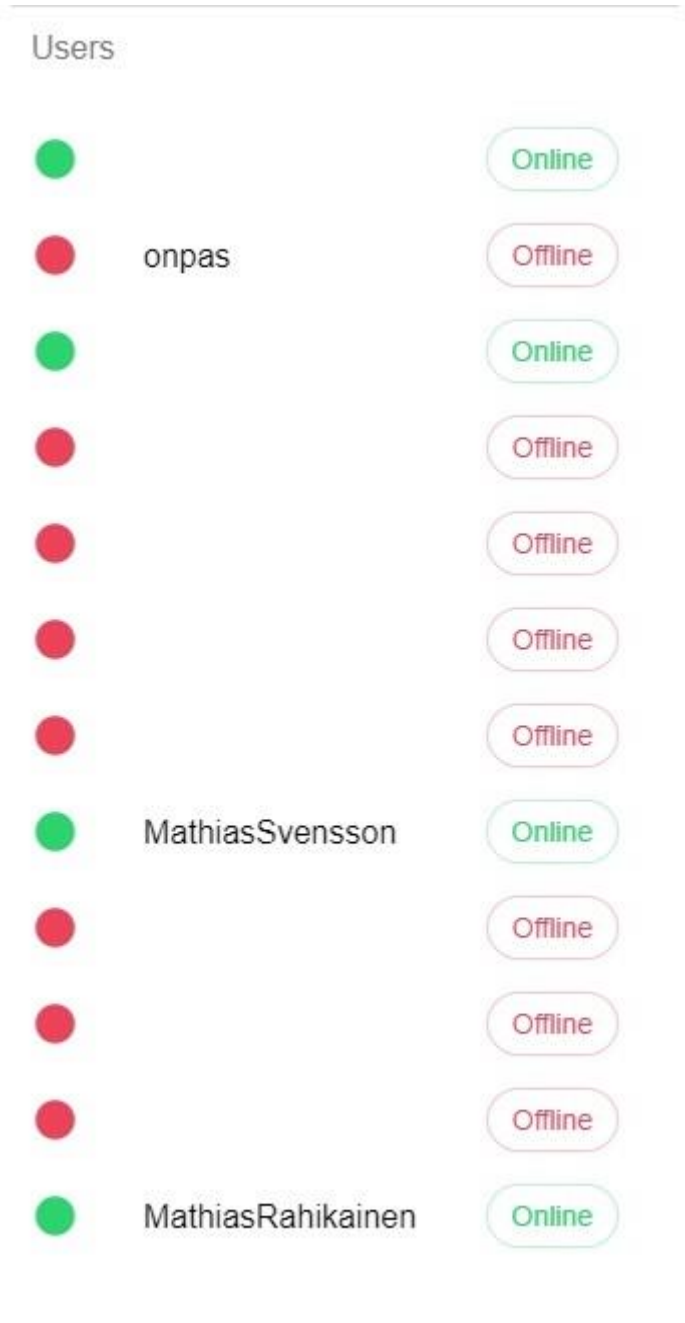 Users
Online
onpas Offline
Online
Offline
Offline
Offline
Offline
MathiasSvensson Online
Offline
Offline
Offline
MathiasRahikainen Online